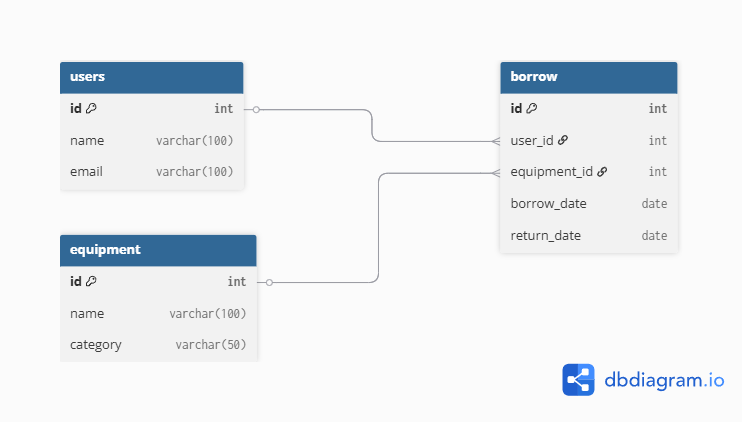 users
id int
name varchar(100)
email varchar(100)
equipment
id int
name varchar(100)
category varchar(50)
borrow
id int
user_id int
equipment_id int
borrow_date date
return_date date
dbdiagram.io